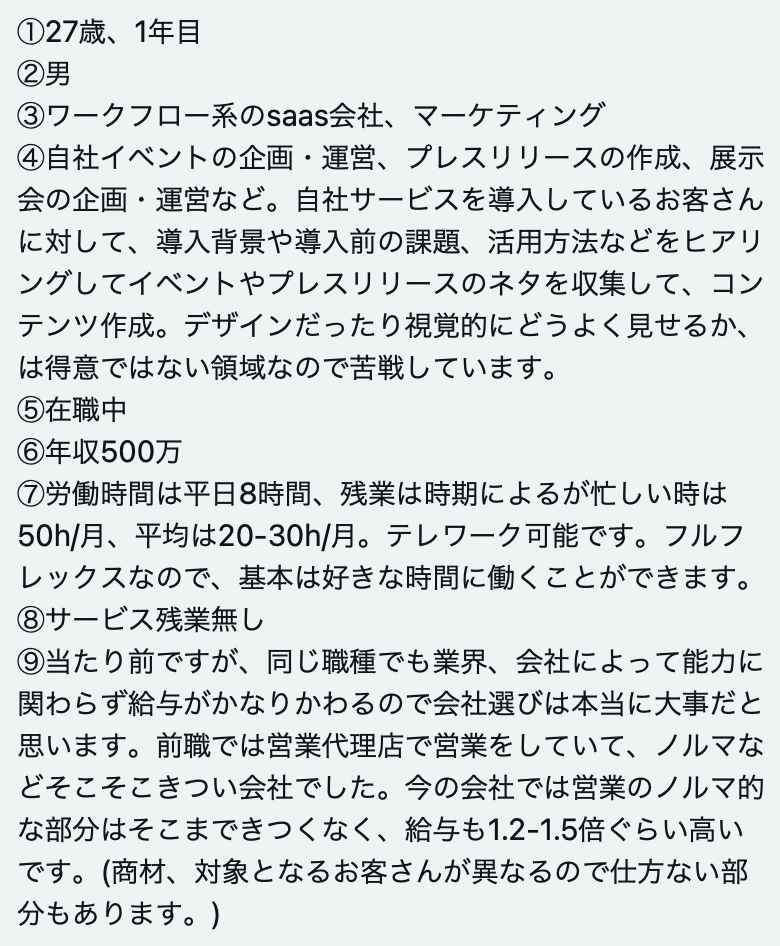 ①27歳、1年目
②男
③ワークフロー系のsaas会社、マーケティング
④自社イベントの企画・運営、プレスリリースの作成、展示
会の企画・運営など。自社サービスを導入しているお客さん
に対して、導入背景や導入前の課題、活用方法などをヒアリ
ングしてイベントやプレスリリースのネタを収集して、コン
テンツ作成。デザインだったり視覚的にどうよく見せるか、
は得意ではない領域なので苦戦しています。
⑤在職中
⑥年収500万
⑦労働時間は平日8時間、残業は時期によるが忙しい時は
50h/月、平均は20-30h/月。テレワーク可能です。フルフ
レックスなので、基本は好きな時間に働くことができます。
⑧サービス残業無し
⑨当たり前ですが、同じ職種でも業界、会社によって能力に
関わらず給与がかなりかわるので会社選びは本当に大事だと
思います。前職では営業代理店で営業をしていて、ノルマな
どそこそこきつい会社でした。今の会社では営業のノルマ的
な部分はそこまできつくなく、給与も1.2-1.5倍ぐらい高い
です。(商材、対象となるお客さんが異なるので仕方ない部
分もあります。)